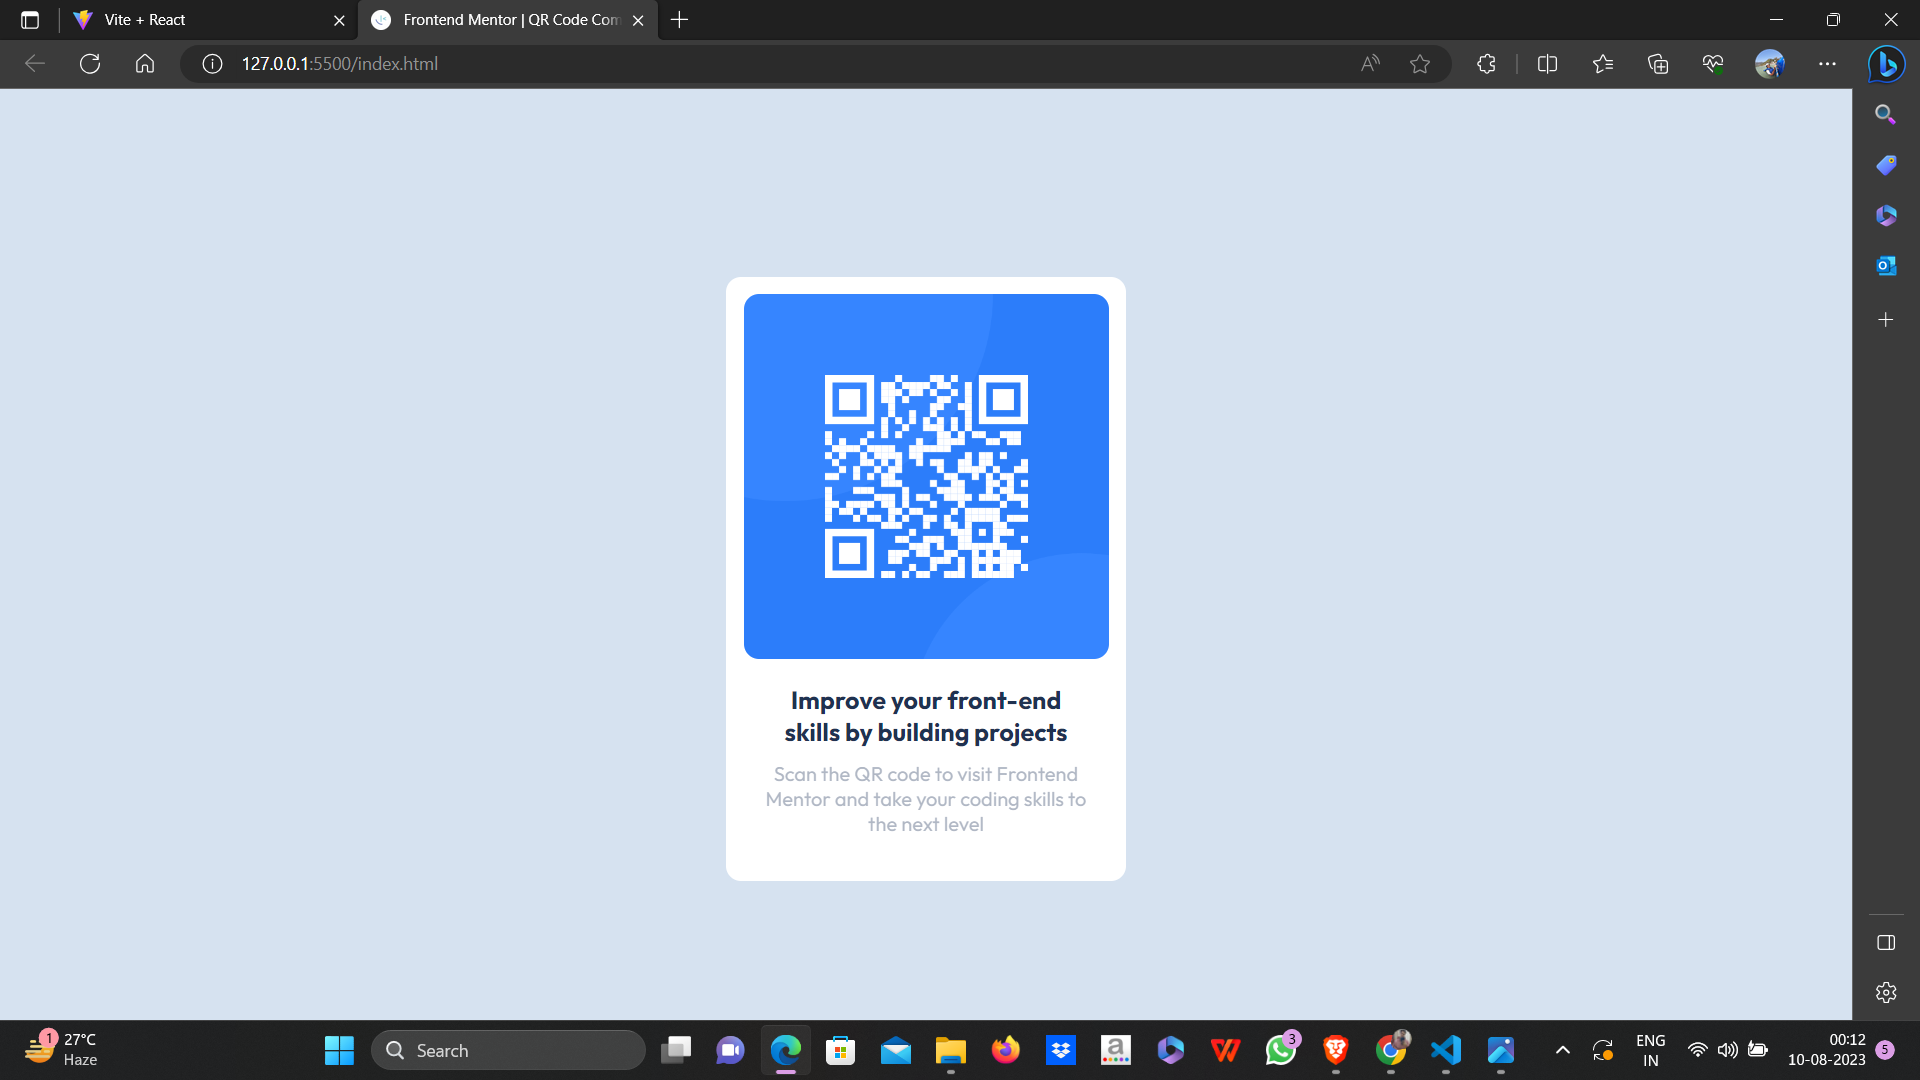 Vite + React
Frontend Mentor | QR Code Com
127.0.0.1:5500/index.html
Improve your front-end
skills by building projects
Scan the QR code to visit Frontend
Mentor and take your coding skills to
the next level
1
27°C
Haze
Search
3
ENG
IN
00:12
10-08-2023
5